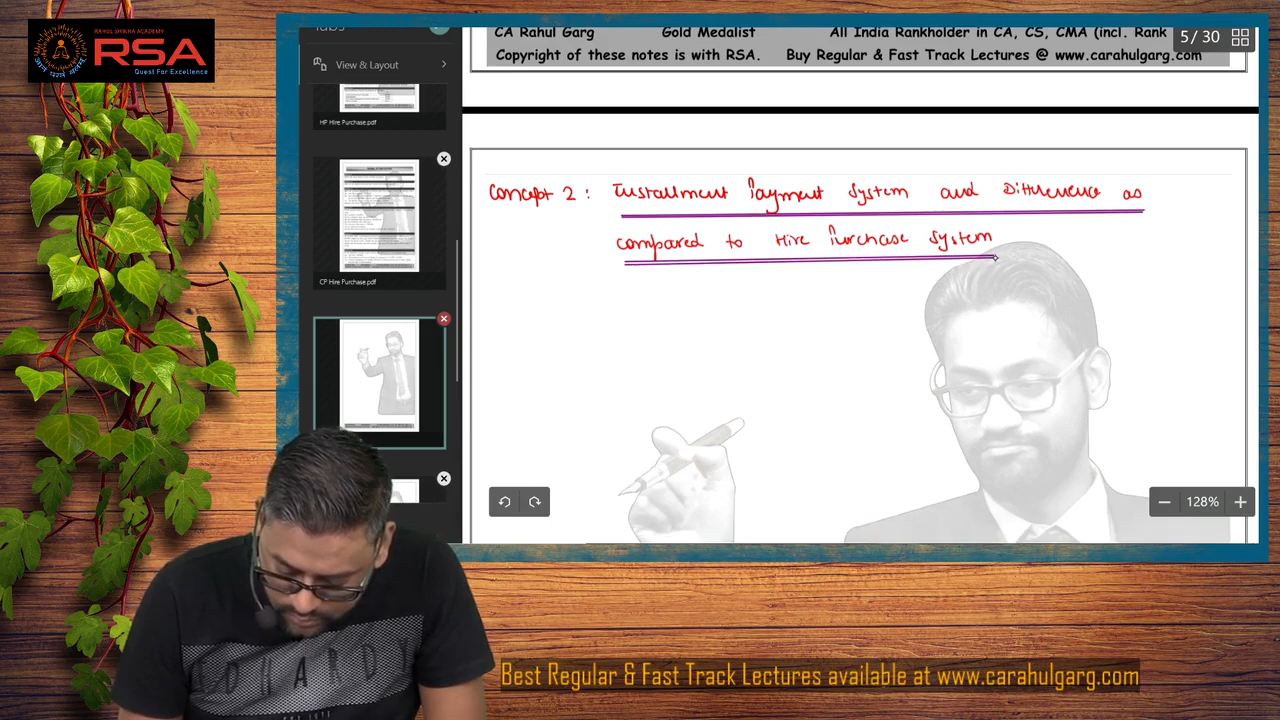 RAHUL SHIKHA ACADEMY
RSA
Quest For Excellence
View & Layout
HP Hire Purchase.pdf
CP Hire Purchase.pdf
CA Rahul Garg Gold Medalist All India Rankholder in CA, CS, CMA (incl. Rank
Copyright of these notes is with RSA. Buy Regular & Fast Track Lectures @ www.carahulgarg.com
5 / 30
Concept 2 : Installment Payment System and Difference as
compared to Hire Purchase System
128%
Best Regular & Fast Track Lectures available at www.carahulgarg.com